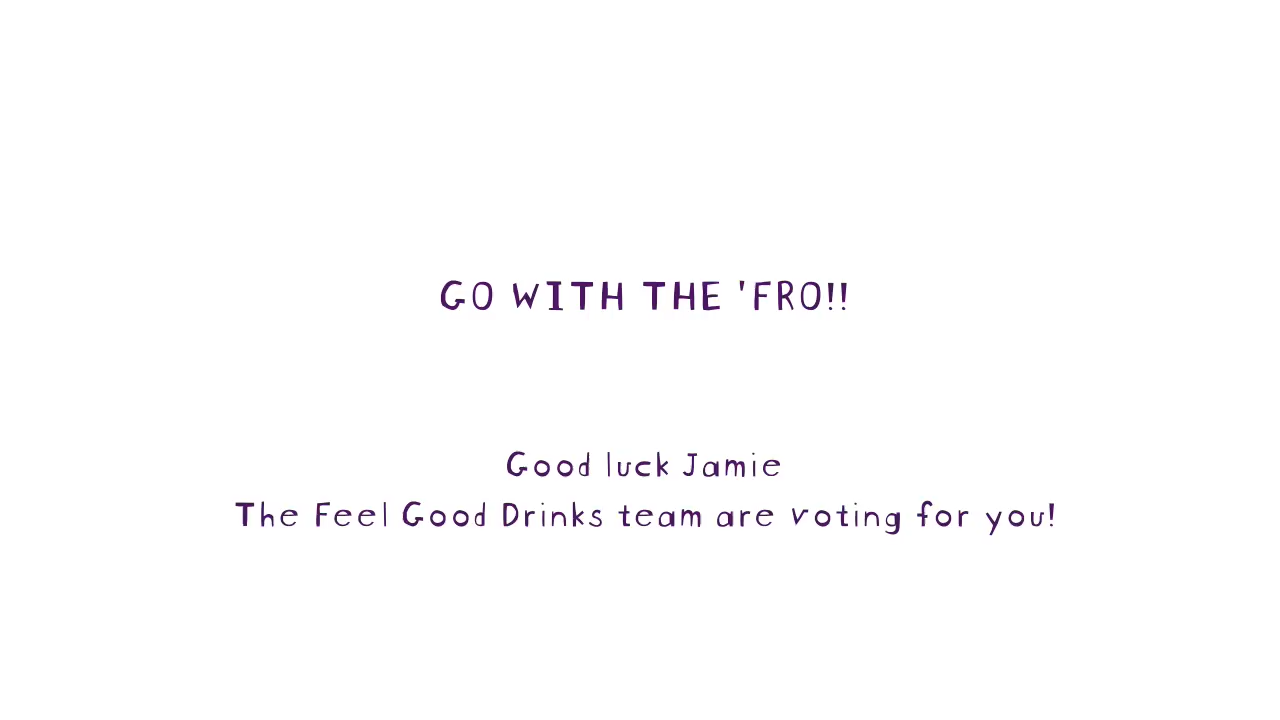 GO WITH THE 'FRO!!
Good luck Jamie
The Feel Good Drinks team are voting for you!